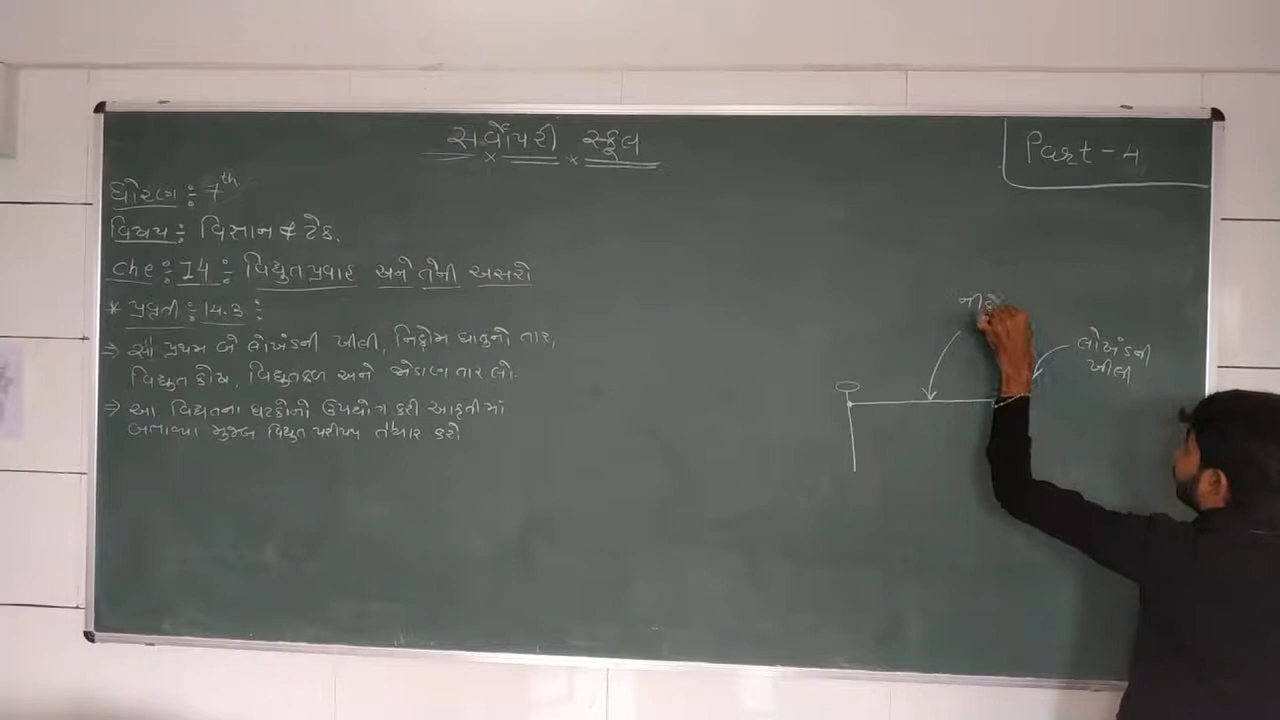 સર્વોપરી સ્કૂલ
Part - 4
ધોરણ : 7th
વિષય : વિજ્ઞાન & ટેક.
che : 14 : વિદ્યુતપ્રવાહ અને તેની અસરો
* પ્રવૃતી : 14.3 :
⇒ સૌ પ્રથમ બે લોખંડની ખીલી, નિક્રોમ ધાતુનો તાર,
વિદ્યુતકોષ, વિદ્યુતકળ અને જોડાણ તાર લો.
⇒ આ વિદ્યુતના ઘટકોનો ઉપયોગ કરી આકૃતીમાં
બતાવ્યા મુજબ વિદ્યુત પરીપથ તૈયાર કરો
લોખંડની
ખીલી